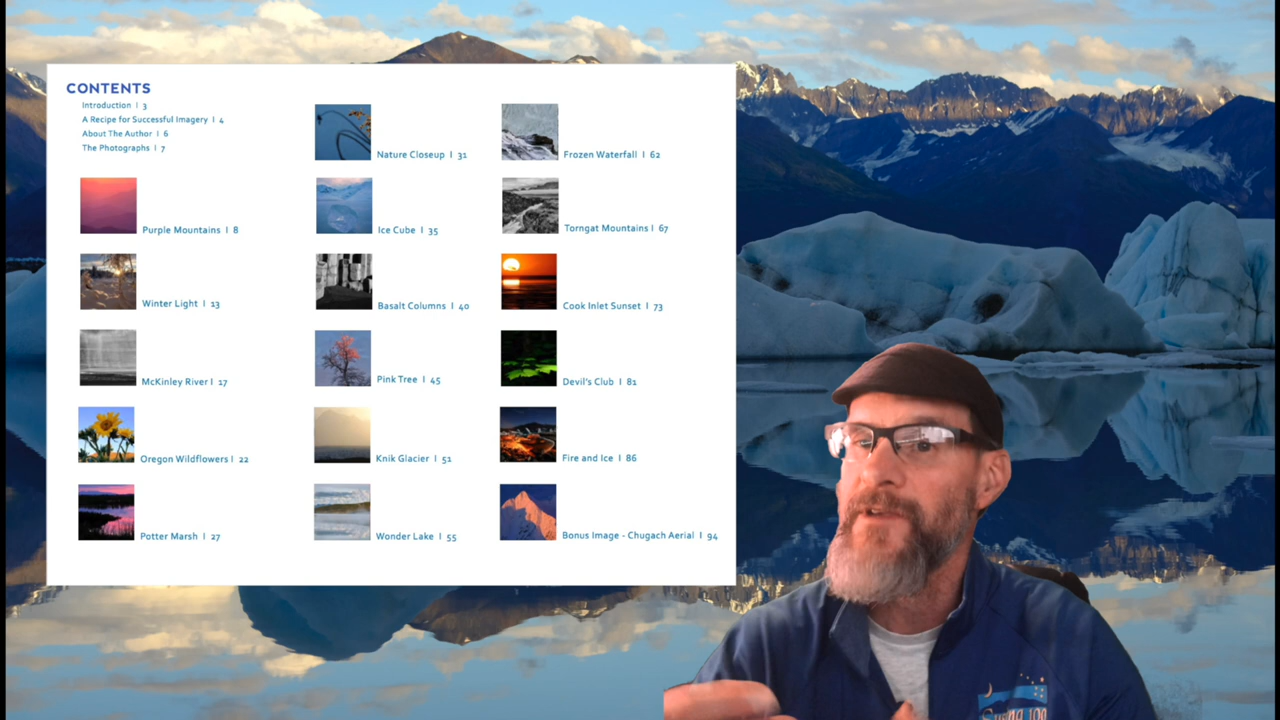 CONTENTS
Introduction | 3
A Recipe for Successful Imagery | 4
About The Author | 6
The Photographs | 7
Purple Mountains | 8
Winter Light | 13
McKinley River | 17
Oregon Wildflowers | 22
Potter Marsh | 27
Nature Closeup | 31
Ice Cube | 35
Basalt Columns | 40
Pink Tree | 45
Knik Glacier | 51
Wonder Lake | 55
Frozen Waterfall | 62
Torngat Mountains | 67
Cook Inlet Sunset | 73
Devil's Club | 81
Fire and Ice | 86
Bonus Image - Chugach Aerial | 94